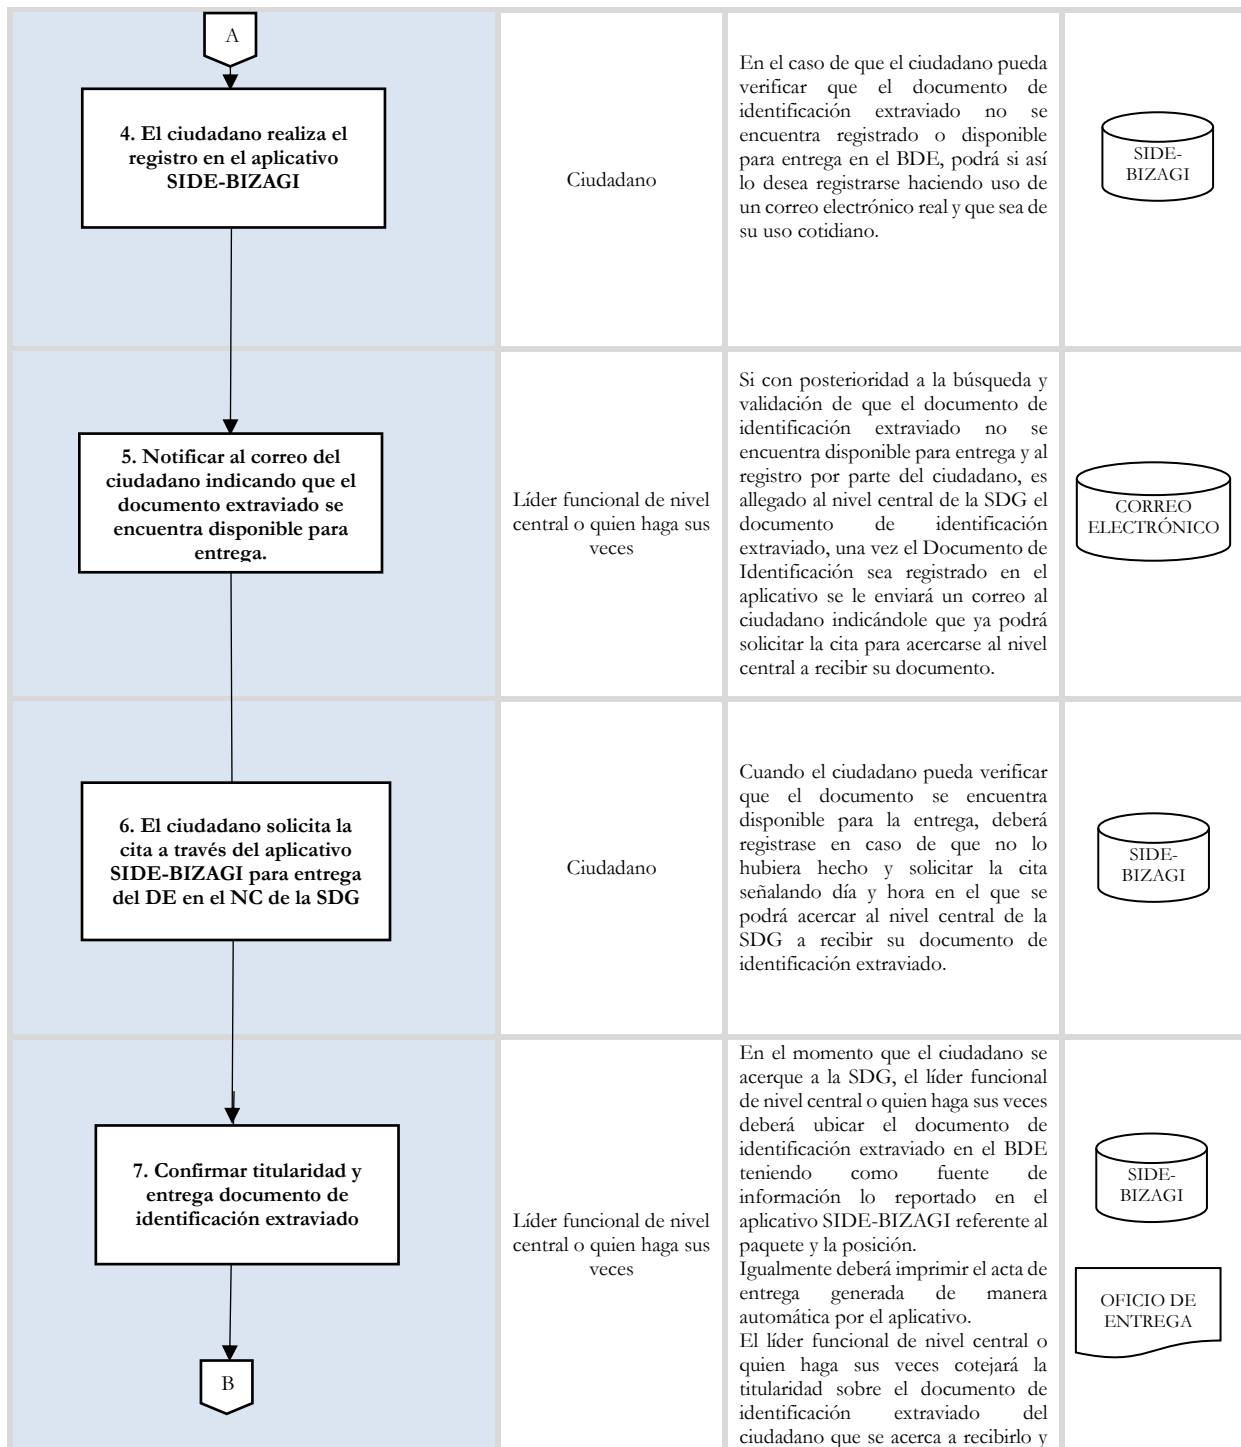 A
4. El ciudadano realiza el
registro en el aplicativo
SIDE-BIZAGI
Ciudadano
En el caso de que el ciudadano pueda
verificar que el documento de
identificación extraviado no se
encuentra registrado o disponible
para entrega en el BDE, podrá si así
lo desea registrarse haciendo uso de
un correo electrónico real y que sea de
su uso cotidiano.
SIDE-
BIZAGI
5. Notificar al correo del
ciudadano indicando que el
documento extraviado se
encuentra disponible para
entrega.
Líder funcional de nivel
central o quien haga sus
veces
Si con posterioridad a la búsqueda y
validación de que el documento de
identificación extraviado no se
encuentra disponible para entrega y al
registro por parte del ciudadano, es
allegado al nivel central de la SDG el
documento de identificación
extraviado, una vez el Documento de
Identificación sea registrado en el
aplicativo se le enviará un correo al
ciudadano indicándole que ya podrá
solicitar la cita para acercarse al nivel
central a recibir su documento.
CORREO
ELECTRÓNICO
6. El ciudadano solicita la
cita a través del aplicativo
SIDE-BIZAGI para entrega
del DE en el NC de la SDG
Ciudadano
Cuando el ciudadano pueda verificar
que el documento se encuentra
disponible para la entrega, deberá
registrase en caso de que no lo
hubiera hecho y solicitar la cita
señalando día y hora en el que se
podrá acercar al nivel central de la
SDG a recibir su documento de
identificación extraviado.
SIDE-
BIZAGI
7. Confirmar titularidad y
entrega documento de
identificación extraviado
Líder funcional de nivel
central o quien haga sus
veces
En el momento que el ciudadano se
acerque a la SDG, el líder funcional
de nivel central o quien haga sus veces
deberá ubicar el documento de
identificación extraviado en el BDE
teniendo como fuente de
información lo reportado en el
aplicativo SIDE-BIZAGI referente al
paquete y la posición.
Igualmente deberá imprimir el acta de
entrega generada de manera
automática por el aplicativo.
El líder funcional de nivel central o
quien haga sus veces cotejará la
titularidad sobre el documento de
identificación extraviado del
ciudadano que se acerca a recibirlo y
SIDE-
BIZAGI
OFICIO DE
ENTREGA
B